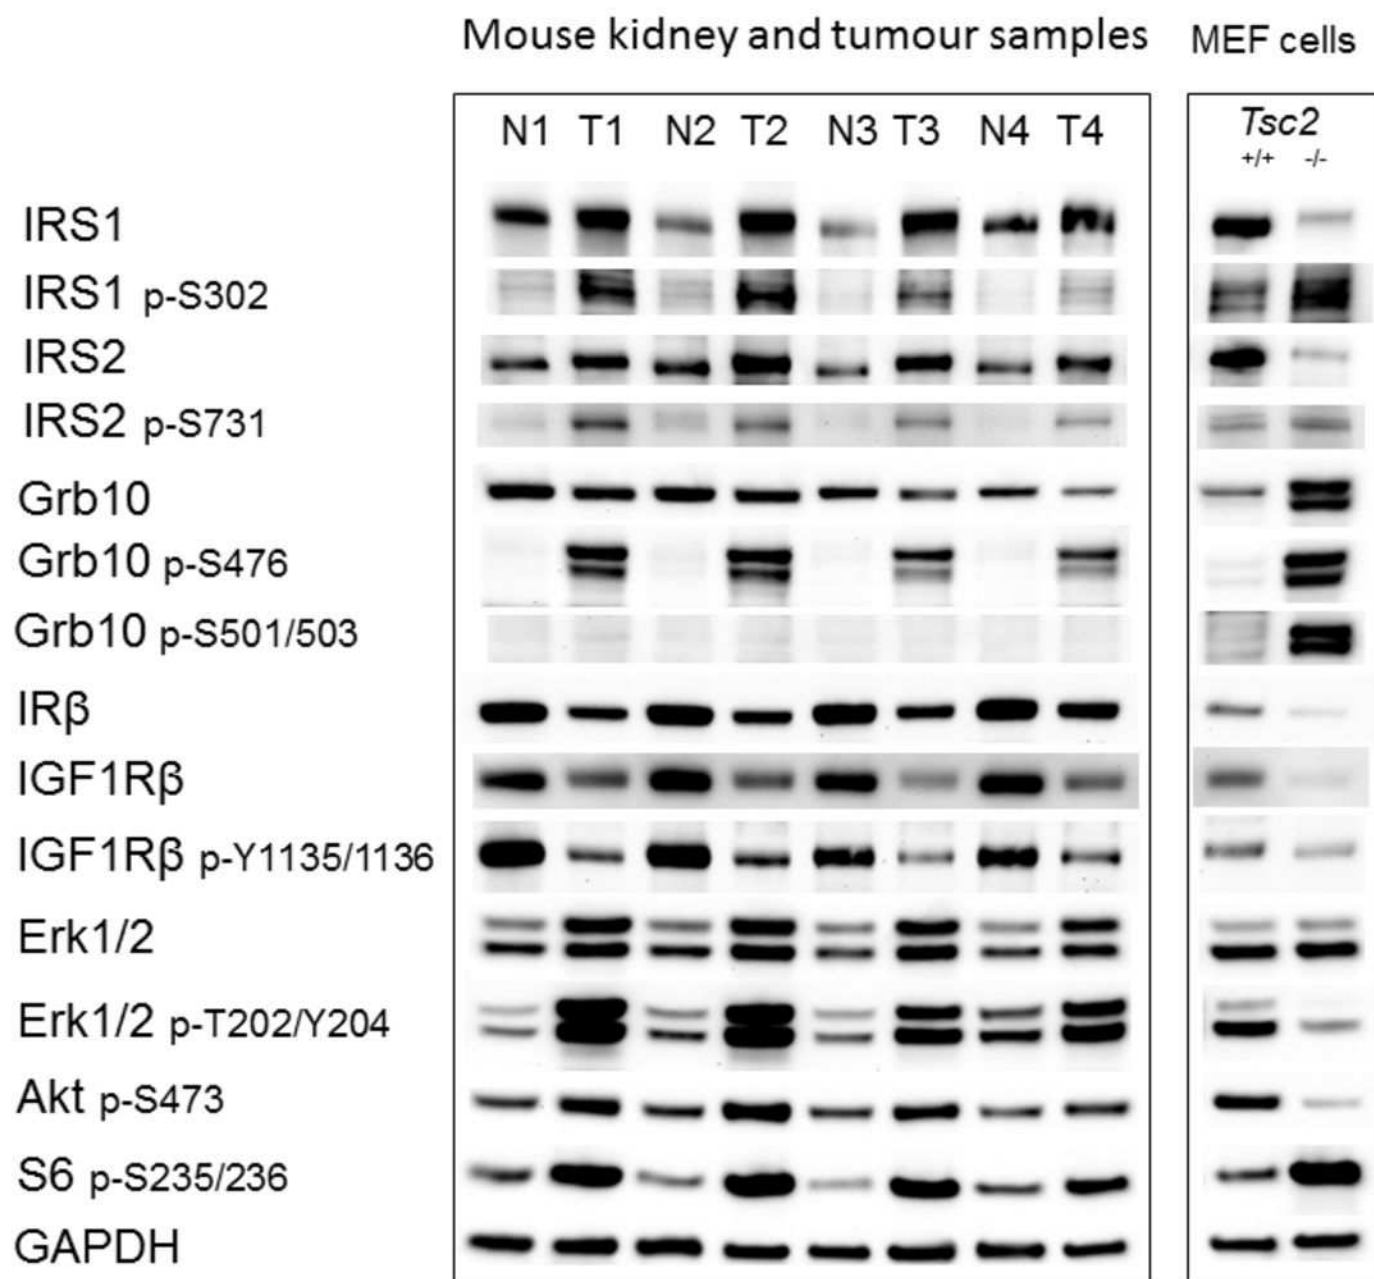 Mouse kidney and tumour samples MEF cells
N1 T1 N2 T2 N3 T3 N4 T4 Tsc2
+/+ -/-
IRS1
IRS1 p-S302
IRS2
IRS2 p-S731
Grb10
Grb10 p-S476
Grb10 p-S501/503
IRβ
IGF1Rβ
IGF1Rβ p-Y1135/1136
Erk1/2
Erk1/2 p-T202/Y204
Akt p-S473
S6 p-S235/236
GAPDH